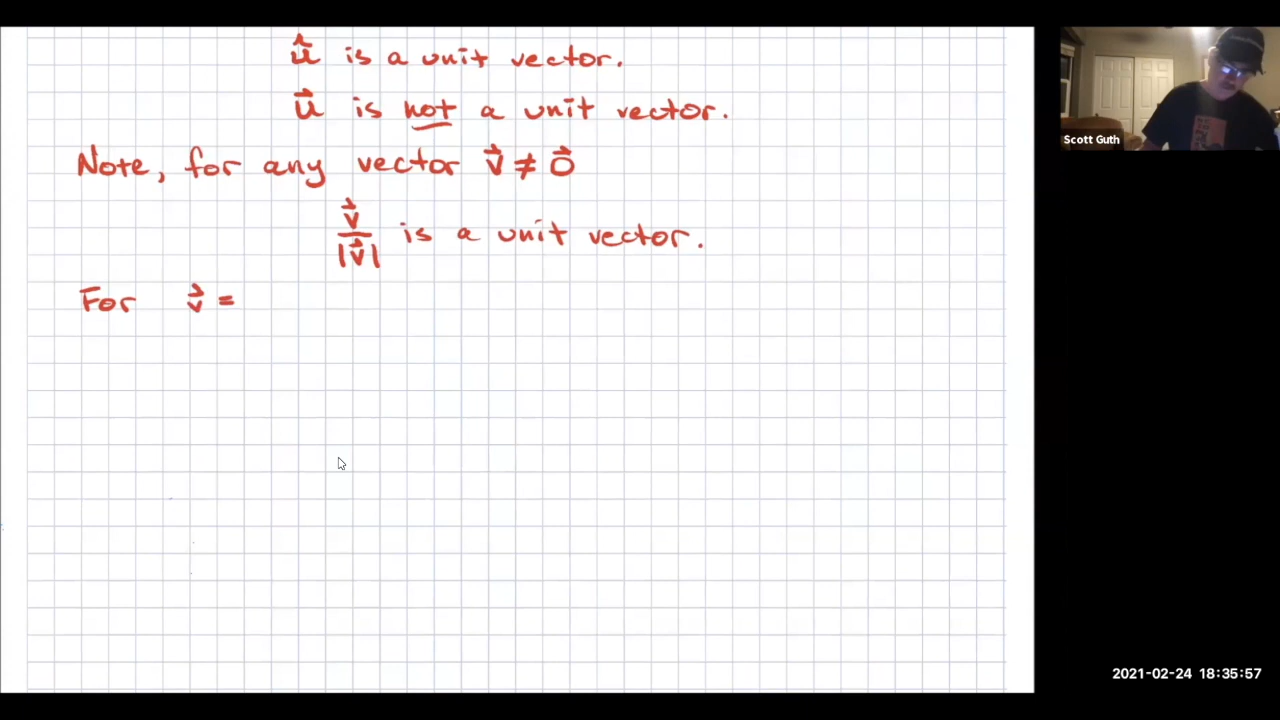 û is a unit vector.
u⃗ is not a unit vector.
Note, for any vector v⃗ ≠ 0⃗
v⃗/|v⃗| is a unit vector.
For v⃗ =
Scott Guth
2021-02-24 18:35:57